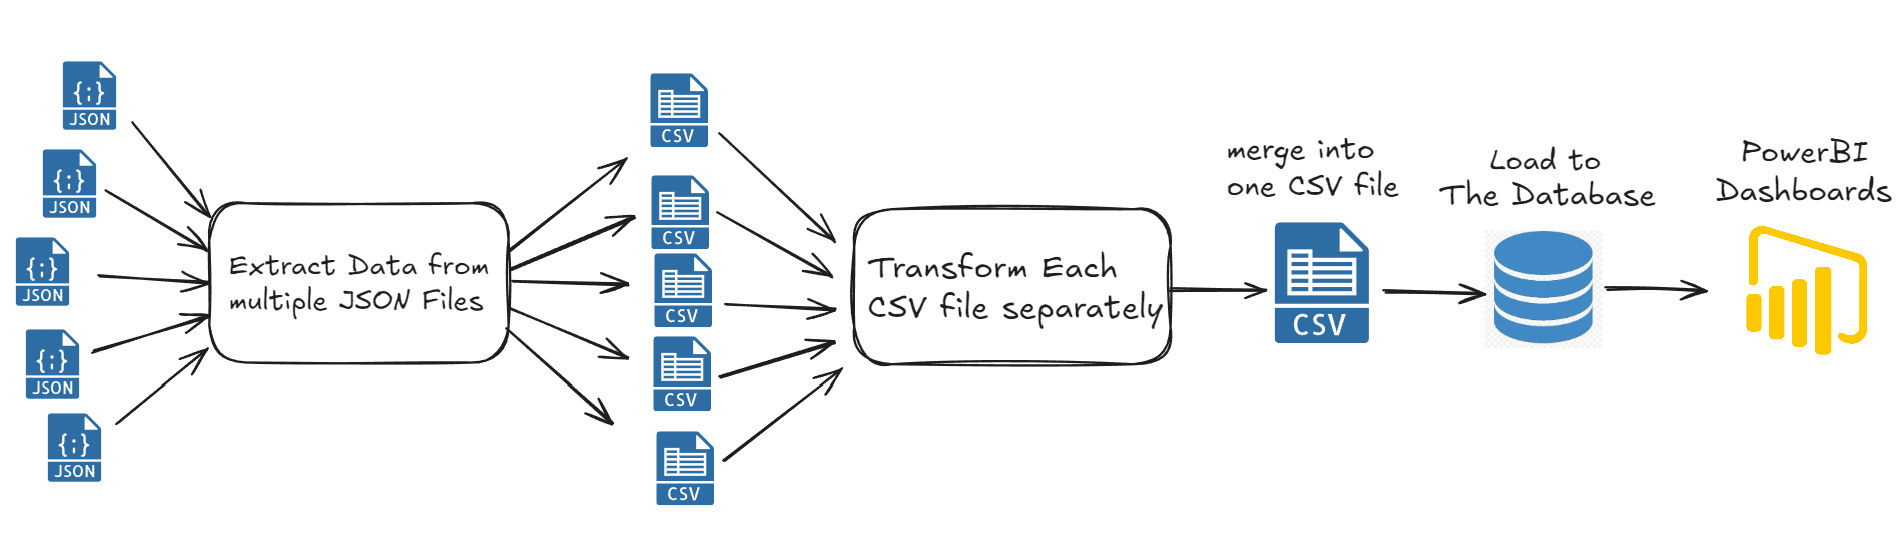 {;}
JSON
{;}
JSON
{;}
JSON
{;}
JSON
{;}
JSON
Extract Data from
multiple JSON Files
CSV
CSV
CSV
CSV
CSV
Transform Each
CSV file separately
merge into
one CSV file
CSV
Load to
The Database
PowerBI
Dashboards